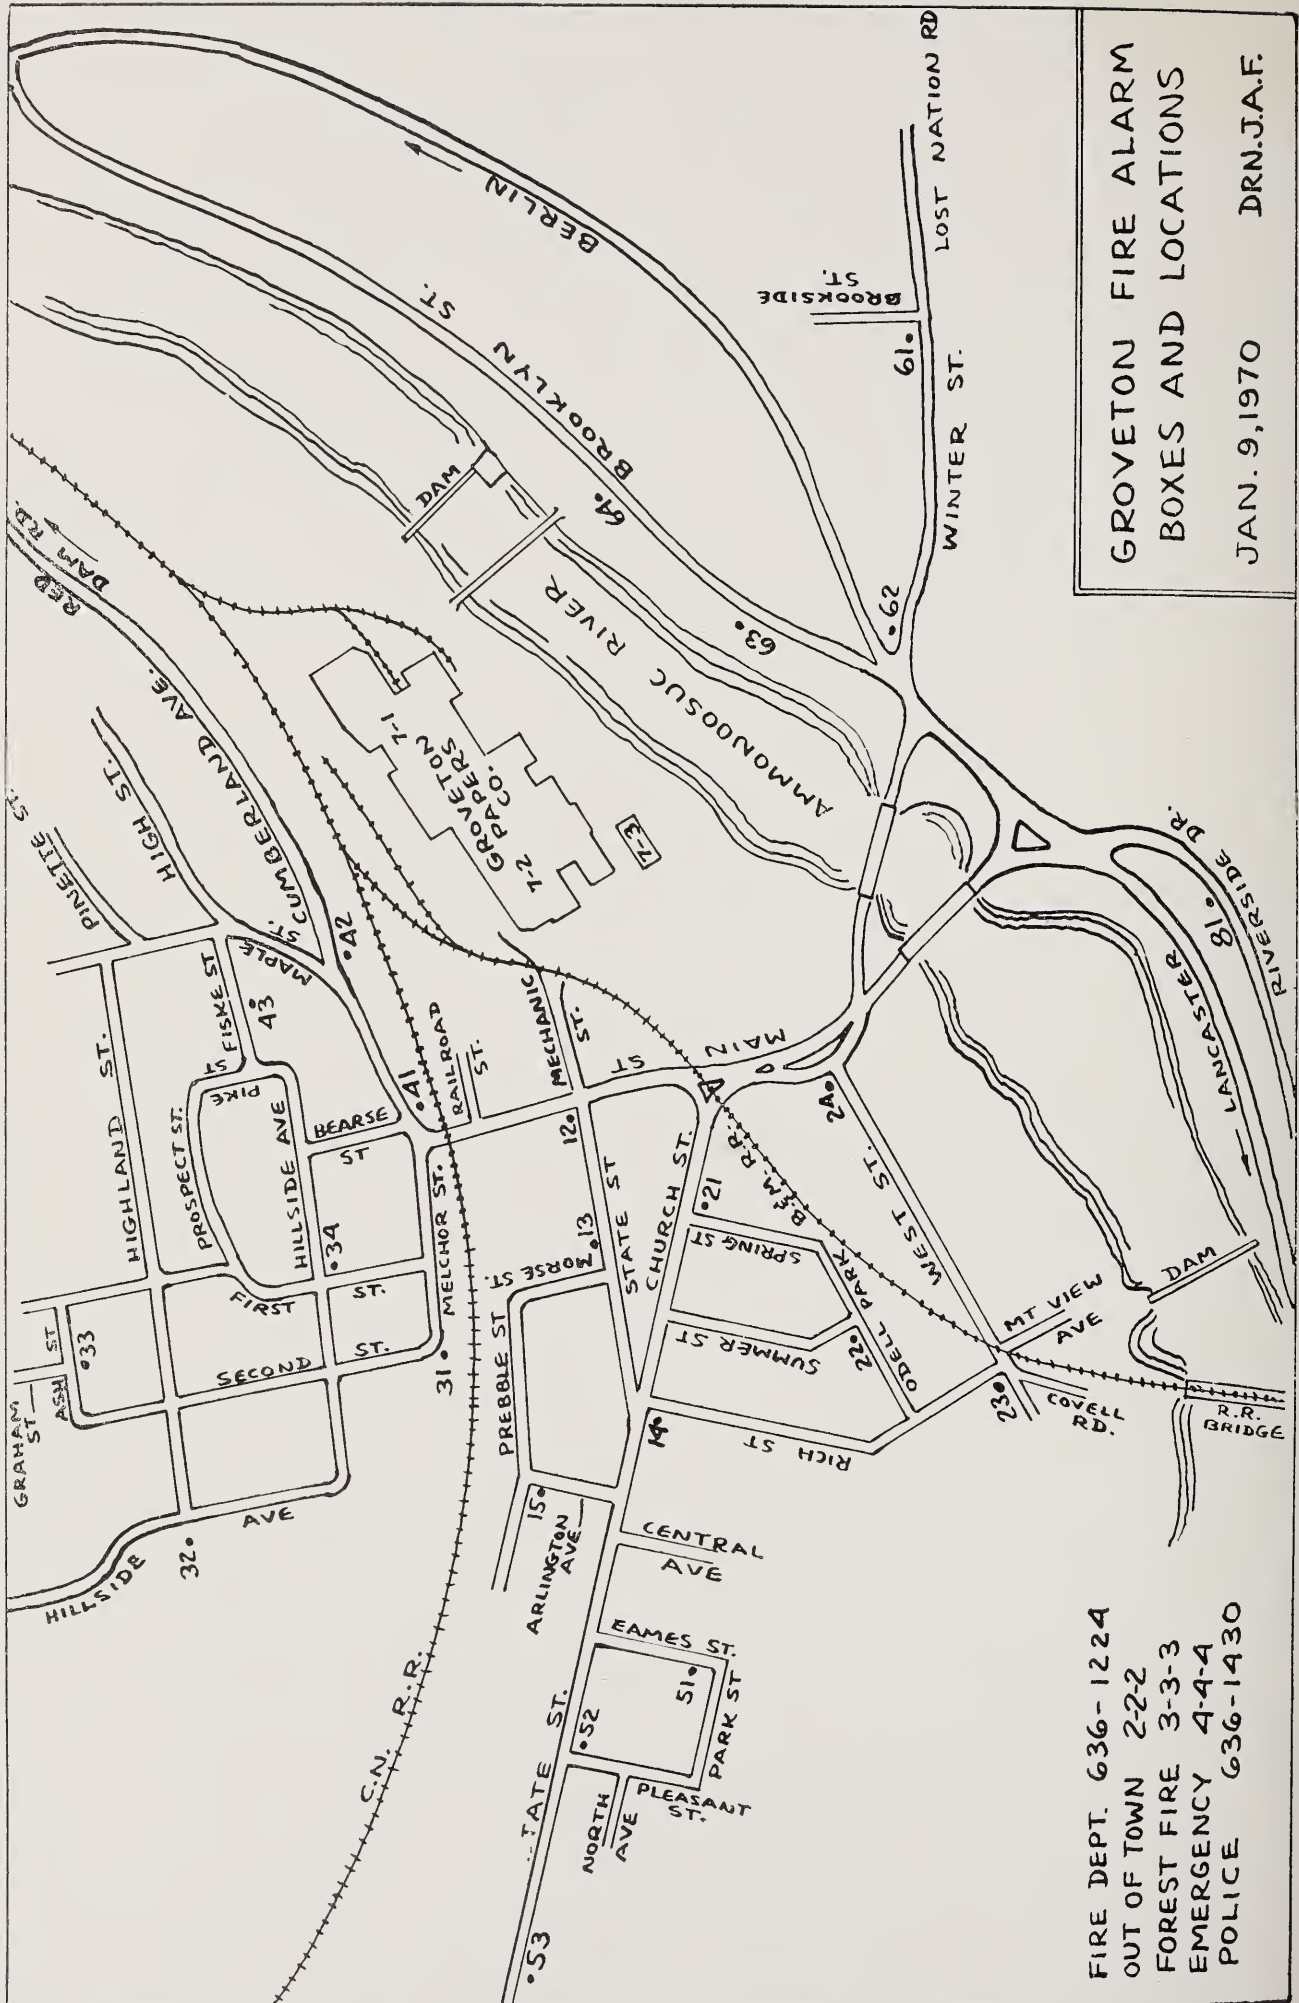 GROVETON FIRE ALARM
BOXES AND LOCATIONS
JAN. 9, 1970 DRN. J.A.F.
FIRE DEPT. 636-1224
OUT OF TOWN 2-2-2
FOREST FIRE 3-3-3
EMERGENCY 4-4-4
POLICE 636-1430
HILLSIDE
AVE
32
GRAHAM
ST
ASH
ST
33
SECOND
ST.
FIRST
ST.
HIGHLAND
ST.
PROSPECT ST.
PIKE
ST
FISKE ST
43
HILLSIDE AVE
34
BEARSE
ST
MELCHOR ST.
31
41
MAPLE
ST.
42
CUMBERLAND AVE.
HIGH ST.
PINETTE ST.
RED
DAM RD.
RAILROAD
ST.
MECHANIC
ST.
12
GROVETON
PAPERS
CO.
7-1
7-2
7-3
C.N. R.R.
PREBBLE ST
MORSE ST.
13
STATE ST
CHURCH ST.
14
15
ARLINGTON
AVE
STATE ST.
53
52
51
NORTH
AVE
PLEASANT
ST.
PARK ST
EAMES ST.
CENTRAL
AVE
RICH ST
SUMMER ST
SPRING ST
21
22
ODELL PARK
23
COVELL
RD.
MT VIEW
AVE
WEST ST.
24
B.&M. R.R.
MAIN
ST
R.R.
BRIDGE
DAM
LANCASTER
81
RIVERSIDE DR.
AMMONOOSUC RIVER
DAM
BROOKLYN ST.
63
64
62
BERLIN
WINTER ST.
61
BROOKSIDE
ST.
LOST NATION RD